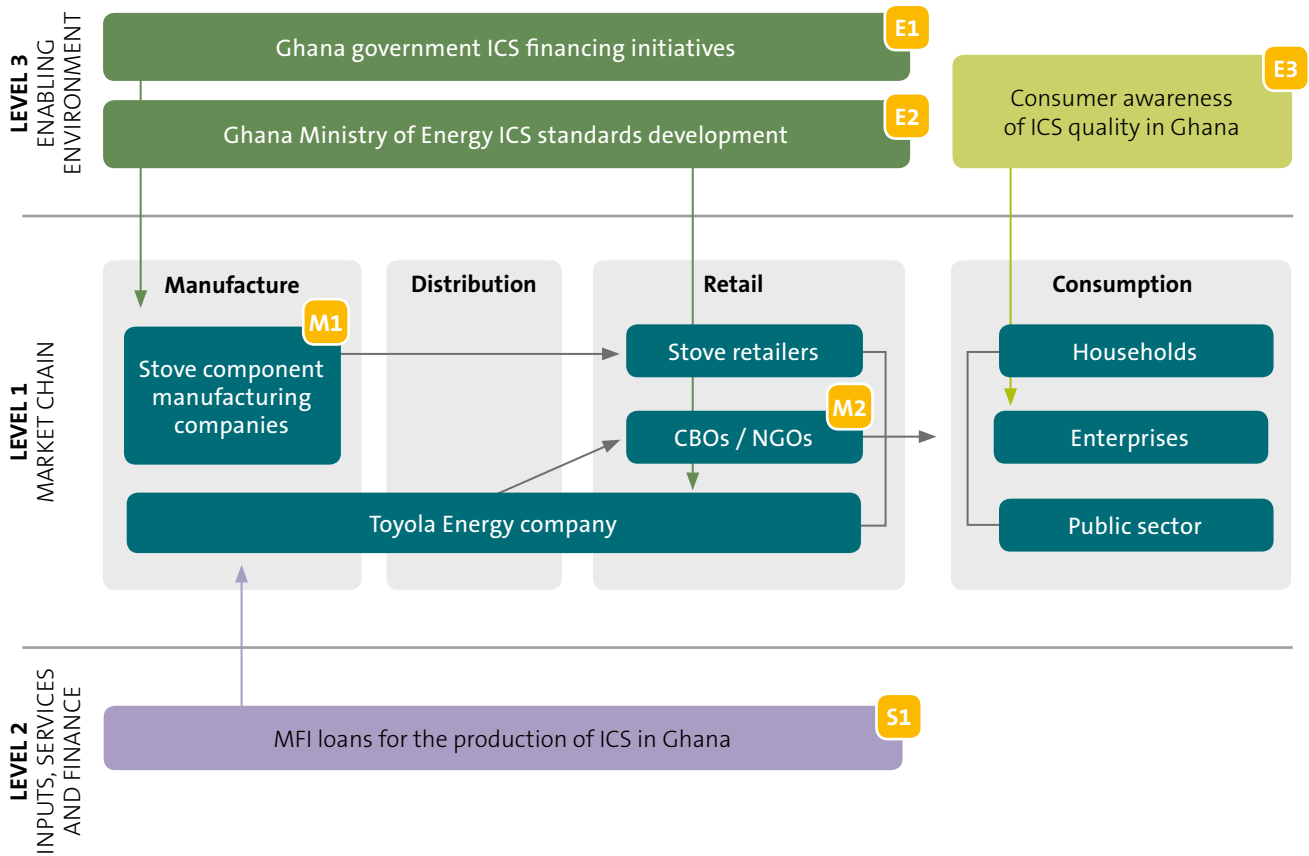 LEVEL 3
ENABLING
ENVIRONMENT
Ghana government ICS financing initiatives
E1
Ghana Ministry of Energy ICS standards development
E2
Consumer awareness
of ICS quality in Ghana
E3
LEVEL 1
MARKET CHAIN
Manufacture
Distribution
Retail
Consumption
M1
Stove component
manufacturing
companies
Stove retailers
M2
CBOs / NGOs
Toyola Energy company
Households
Enterprises
Public sector
LEVEL 2
INPUTS, SERVICES
AND FINANCE
MFI loans for the production of ICS in Ghana
S1